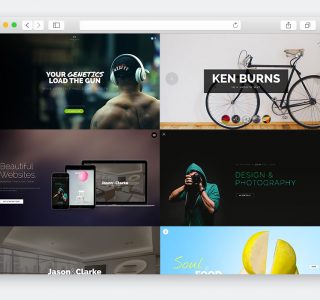 YOUR GENETICS
LOAD THE GUN
KEN BURNS
Beautiful
Websites
Jason Clarke
DESIGN &
PHOTOGRAPHY
Jason Clarke
Soul
FOOD